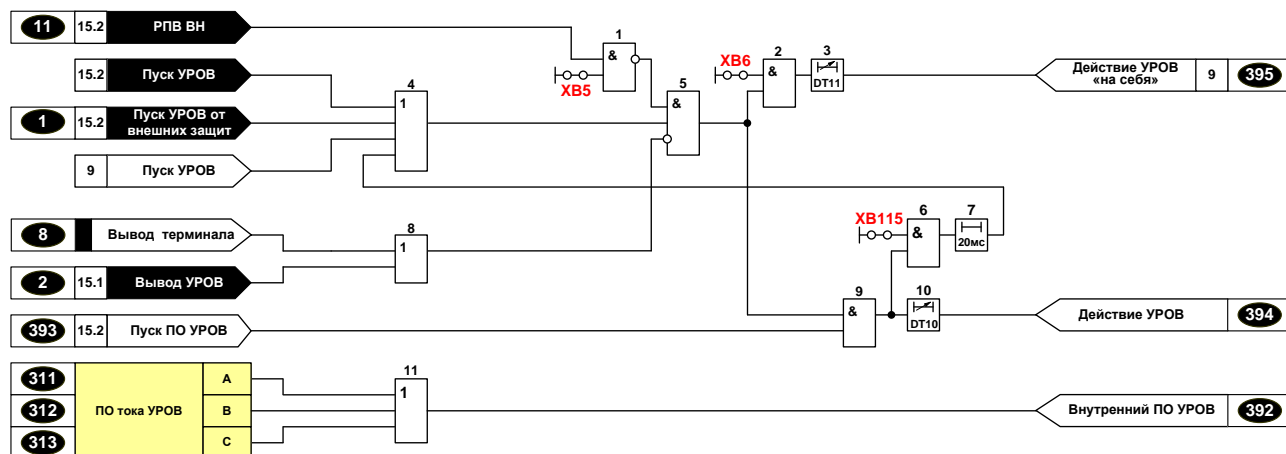 11 15.2 РПВ ВН
15.2 Пуск УРОВ
1 15.2 Пуск УРОВ от
внешних защит
9 Пуск УРОВ
8 Вывод терминала
2 15.1 Вывод УРОВ
393 15.2 Пуск ПО УРОВ
311 A
312 ПО тока УРОВ B
313 C
4
1
8
1
11
1
1
&
XB5
5
&
XB6
2
&
3
DT11
XB115
6
&
7
20мс
9
&
10
DT10
Действие УРОВ
«на себя»
9 395
Действие УРОВ 394
Внутренний ПО УРОВ 392